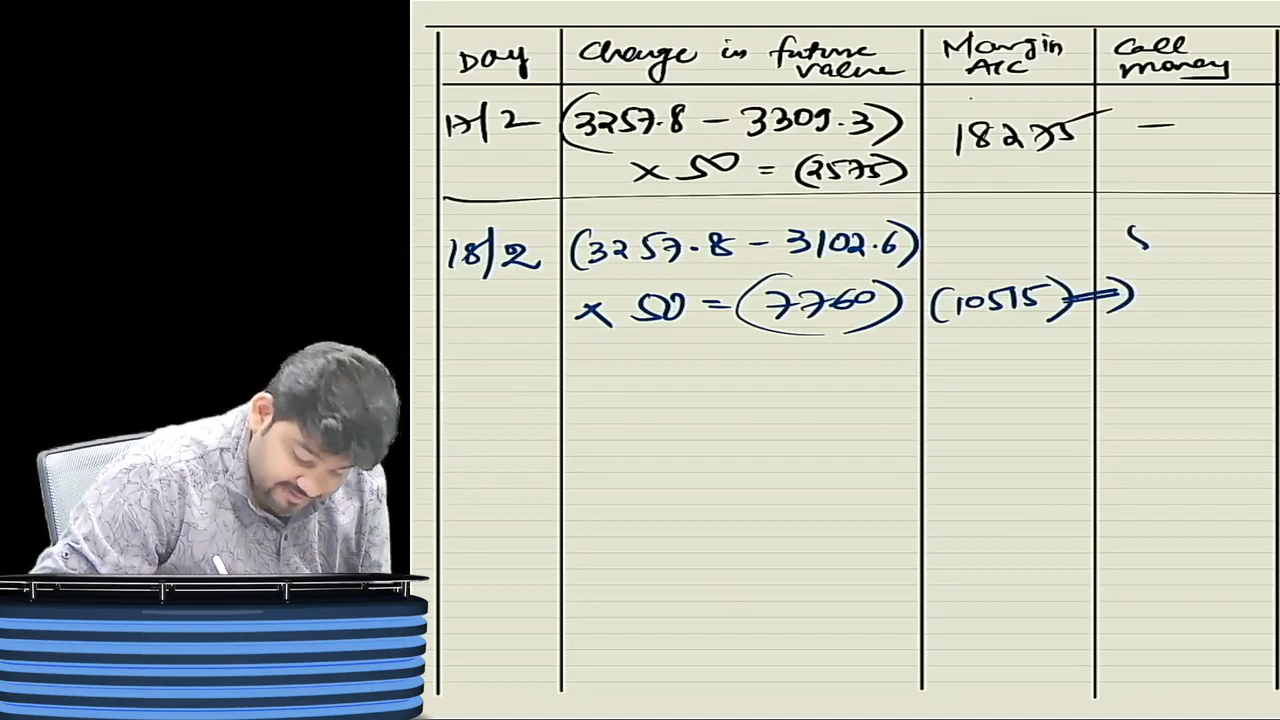 Day
Change in future value
Margin A/C
Call money
17/2
(3257.8 - 3309.3)
18275
-
× 50 = (2575)
18/2
(3257.8 - 3102.6)
× 50 = (7760)
(10515)